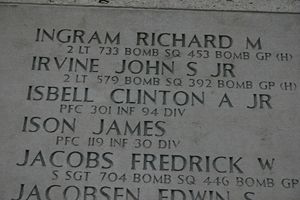 INGRAM RICHARD M
2 LT 733 BOMB SQ 453 BOMB GP (H)
IRVINE JOHN S JR
2 LT 579 BOMB SQ 392 BOMB GP (H)
ISBELL CLINTON A JR
PFC 301 INF 94 DIV
ISON JAMES
PFC 119 INF 30 DIV
JACOBS FREDRICK W
S SGT 704 BOMB SQ 446 BOMB GP
JACOBSEN EDWIN S